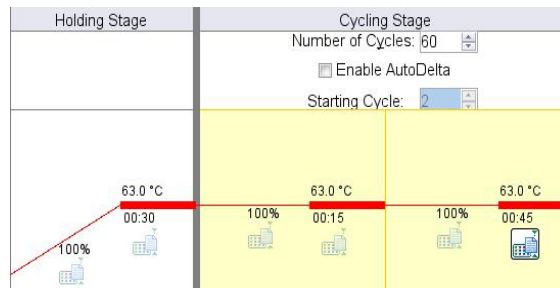 Holding Stage
Cycling Stage
Number of Cycles: 60
Enable AutoDelta
Starting Cycle: 2
63.0 °C
00:30
100%
63.0 °C
100%
00:15
63.0 °C
100%
00:45